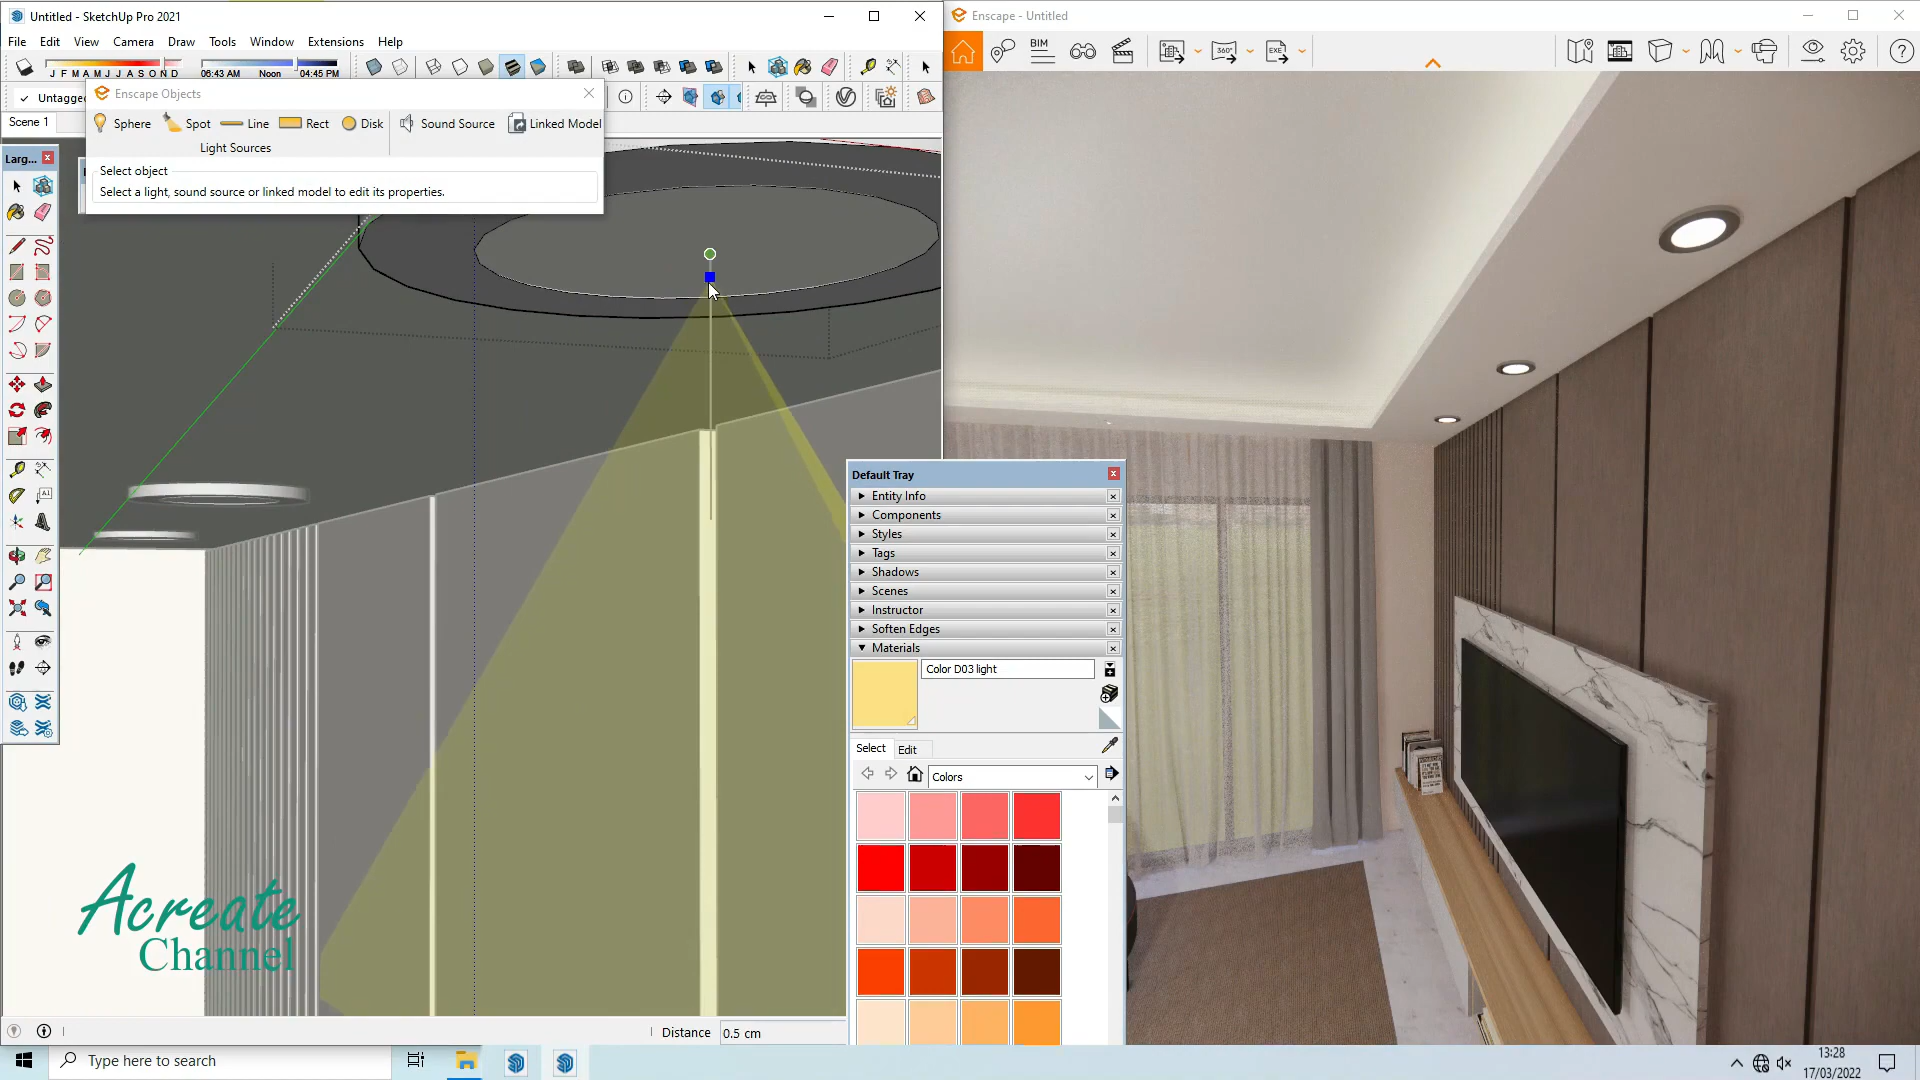 Untitled - SketchUp Pro 2021
File Edit View Camera Draw Tools Window Extensions Help
J F M A M J J A S O N D
06:43 AM Noon 04:45 PM
Untagged
Scene 1
Enscape Objects
Sphere Spot Line Rect Disk Sound Source Linked Model
Light Sources
Select object
Select a light, sound source or linked model to edit its properties.
Larg...
A1
Acreate
Channel
Distance 0.5 cm
Default Tray
Entity Info
Components
Styles
Tags
Shadows
Scenes
Instructor
Soften Edges
Materials
Color D03 light
Select Edit
Colors
Enscape - Untitled
BIM
360°
EXE
Type here to search
13:28
17/03/2022